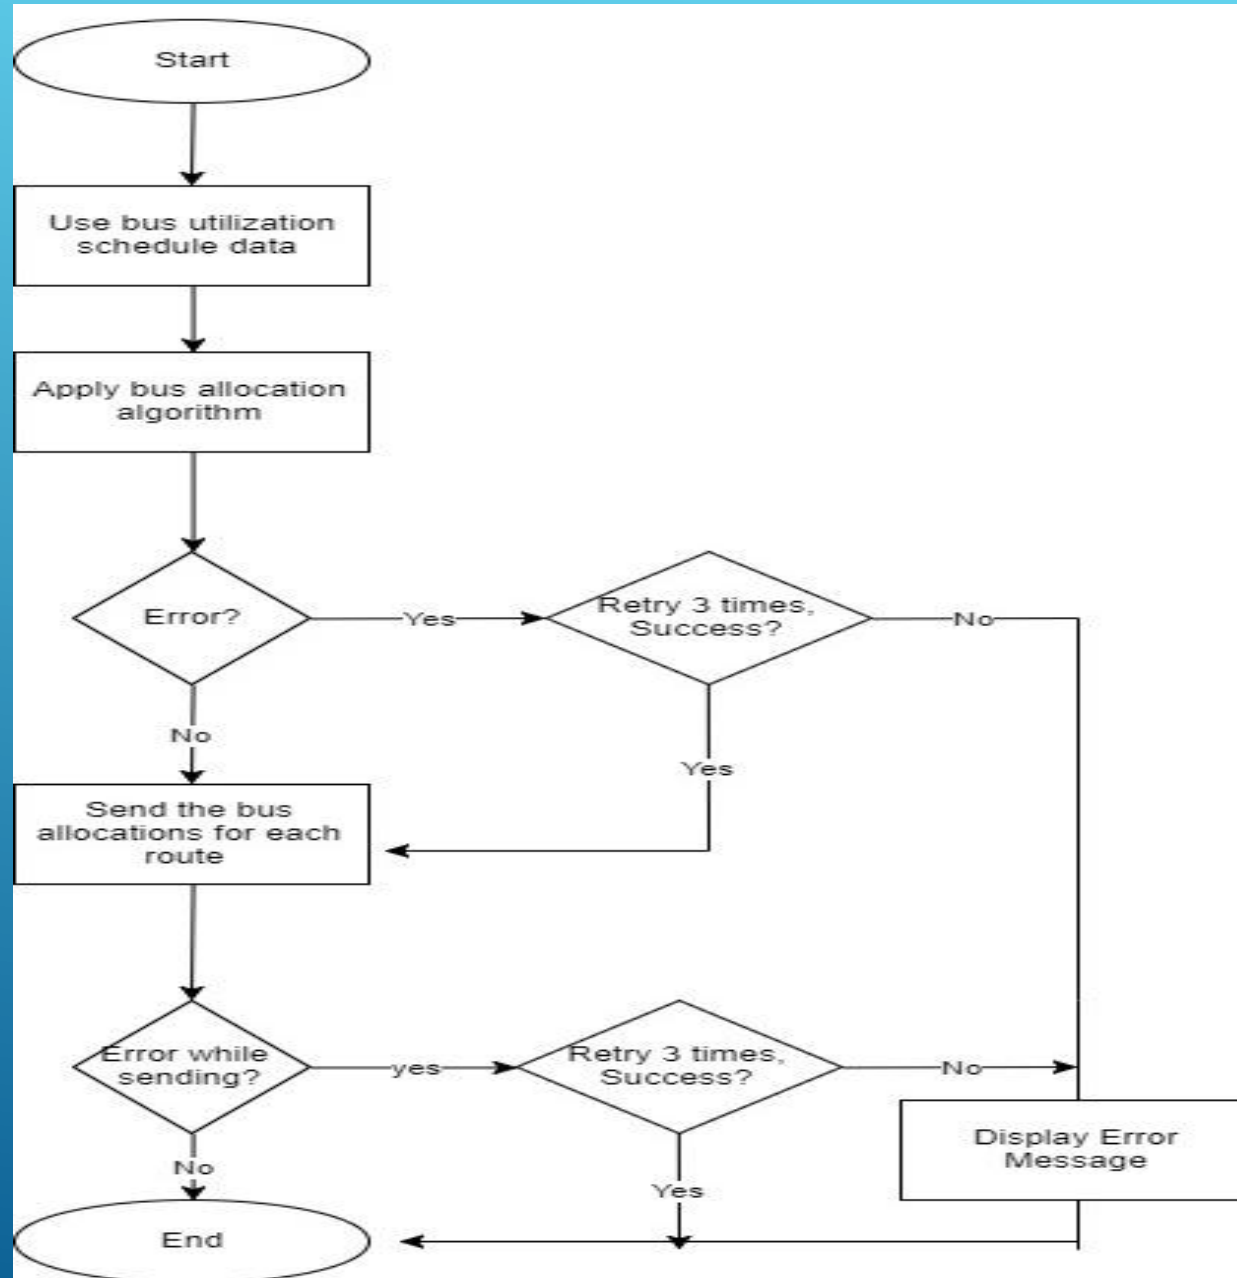 Start
Use bus utilization
schedule data
Apply bus allocation
algorithm
Error?
Yes
Retry 3 times,
Success?
No
No
Yes
Send the bus
allocations for each
route
Error while
sending?
yes
Retry 3 times,
Success?
No
Display Error
Message
No
Yes
End